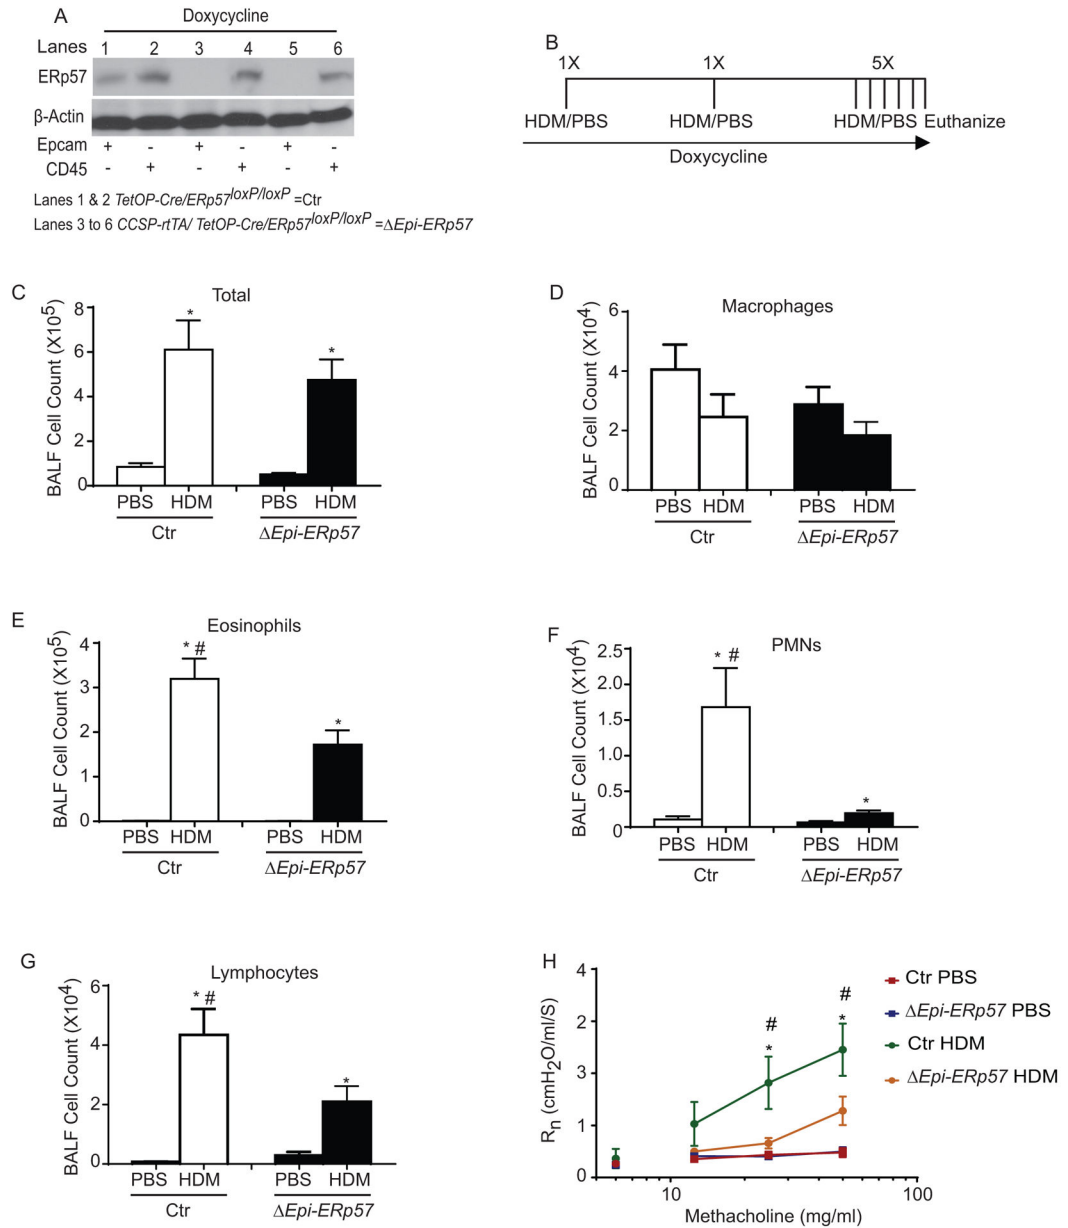 A
Doxycycline
Lanes 1 2 3 4 5 6
ERp57
β-Actin
Epcam + - + - + -
CD45 - + - + - +
Lanes 1 & 2 TetOP-Cre/ERp57loxP/loxP =Ctr
Lanes 3 to 6 CCSP-rtTA/ TetOP-Cre/ERp57loxP/loxP =ΔEpi-ERp57
B
1X 1X 5X
HDM/PBS HDM/PBS HDM/PBS Euthanize
Doxycycline
C
Total
BALF Cell Count (X105)
8
6
4
2
0
*
*
PBS HDM PBS HDM
Ctr ΔEpi-ERp57
D
Macrophages
BALF Cell Count (X104)
6
4
2
0
PBS HDM PBS HDM
Ctr ΔEpi-ERp57
E
Eosinophils
BALF Cell Count (X105)
4
3
2
1
0
* #
*
PBS HDM PBS HDM
Ctr ΔEpi-ERp57
F
PMNs
BALF Cell Count (X104)
2.5
2.0
1.5
1.0
0.5
0
* #
*
PBS HDM PBS HDM
Ctr ΔEpi-ERp57
G
Lymphocytes
BALF Cell Count (X104)
6
4
2
0
* #
*
PBS HDM PBS HDM
Ctr ΔEpi-ERp57
H
Rn (cmH2O/ml/S)
4
2
3
1
0
#
*
#
*
Ctr PBS
ΔEpi-ERp57 PBS
Ctr HDM
ΔEpi-ERp57 HDM
10 100
Methacholine (mg/ml)